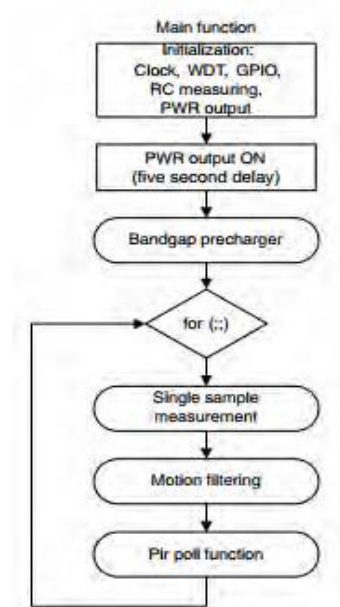 Main function
Initialization:
Clock, WDT, GPIO,
RC measuring,
PWR output
PWR output ON
(five second delay)
Bandgap precharger
for (;;)
Single sample
measurement
Motion filtering
Pir poll function